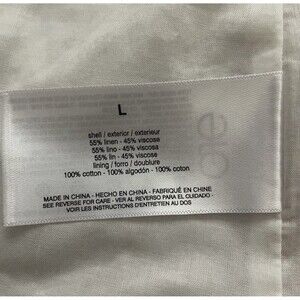 L
shell / exterior / exterieur
55% linen - 45% viscose
55% lino - 45% viscose
55% lin - 45% viscose
lining / forro / doublure
100% cotton - 100% algodón - 100% coton
MADE IN CHINA - HECHO EN CHINA - FABRIQUÉ EN CHINE
SEE REVERSE FOR CARE - VER AL REVERSO PARA EL CUIDADO -
VOIR LES INSTRUCTIONS D'ENTRETIEN AU DOS